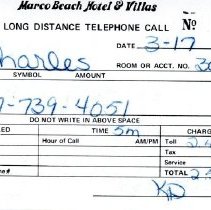 Marco Beach Hotel & Villas
LONG DISTANCE TELEPHONE CALL No
DATE 3-17
Charles ROOM OR ACCT. NO.
SYMBOL AMOUNT
-739-4051
DO NOT WRITE IN ABOVE SPACE
TIME 5m CHARG
Hour of Call AM/PM Toll
Tax
Service
TOTAL